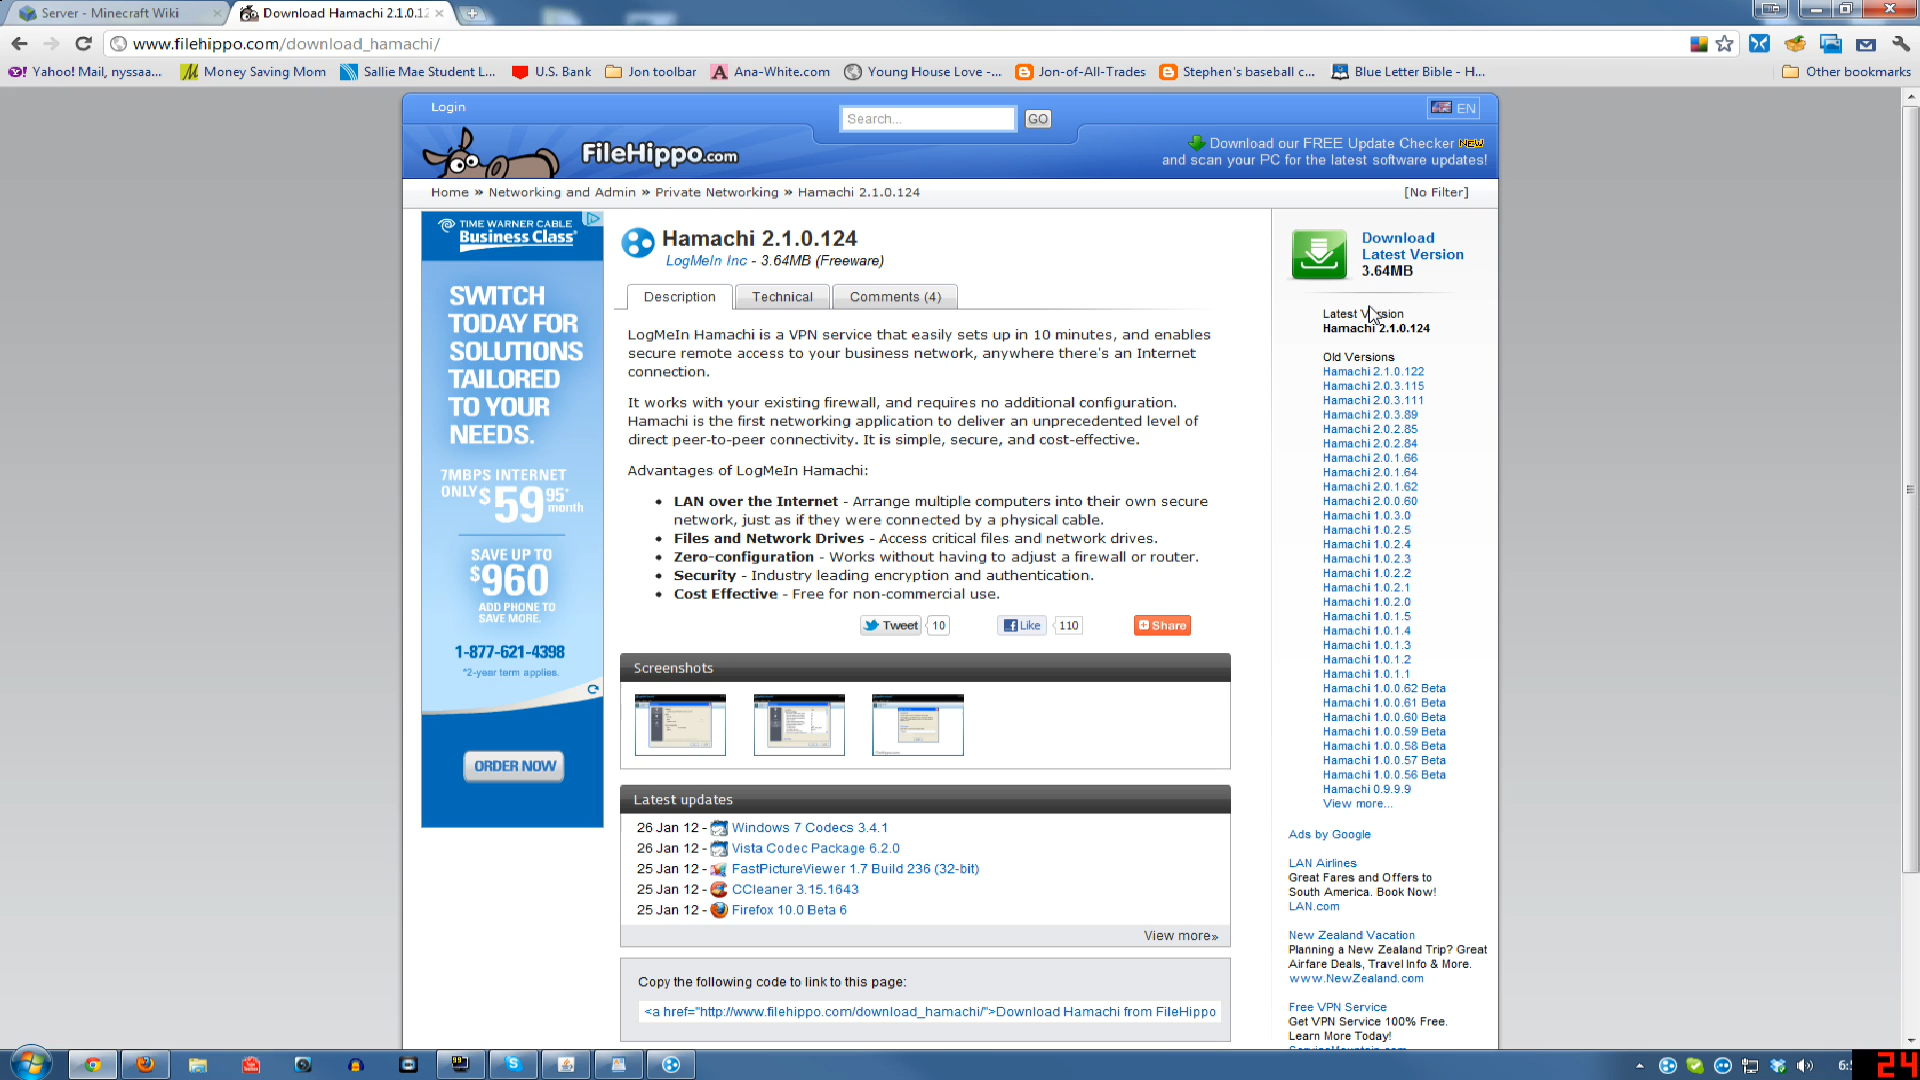 Server - Minecraft Wiki
Download Hamachi 2.1.0.12
www.filehippo.com/download_hamachi/
Yahoo! Mail, nyssaa...
Money Saving Mom
Sallie Mae Student L...
U.S. Bank
Jon toolbar
Ana-White.com
Young House Love -...
Jon-of-All-Trades
Stephen's baseball c...
Blue Letter Bible - H...
Other bookmarks
Login
Search...
GO
EN
FileHippo.com
Download our FREE Update Checker NEW
and scan your PC for the latest software updates!
Home » Networking and Admin » Private Networking » Hamachi 2.1.0.124
[No Filter]
TIME WARNER CABLE
Business Class
SWITCH
TODAY FOR
SOLUTIONS
TAILORED
TO YOUR
NEEDS.
7MBPS INTERNET
ONLY $59.95* month
SAVE UP TO
$960
ADD PHONE TO
SAVE MORE.
1-877-621-4398
*2-year term applies.
ORDER NOW
Hamachi 2.1.0.124
LogMeIn Inc - 3.64MB (Freeware)
Description
Technical
Comments (4)
LogMeIn Hamachi is a VPN service that easily sets up in 10 minutes, and enables
secure remote access to your business network, anywhere there's an Internet
connection.
It works with your existing firewall, and requires no additional configuration.
Hamachi is the first networking application to deliver an unprecedented level of
direct peer-to-peer connectivity. It is simple, secure, and cost-effective.
Advantages of LogMeIn Hamachi:
• LAN over the Internet - Arrange multiple computers into their own secure
network, just as if they were connected by a physical cable.
• Files and Network Drives - Access critical files and network drives.
• Zero-configuration - Works without having to adjust a firewall or router.
• Security - Industry leading encryption and authentication.
• Cost Effective - Free for non-commercial use.
Tweet 10
Like 110
Share
Screenshots
Latest updates
26 Jan 12 - Windows 7 Codecs 3.4.1
26 Jan 12 - Vista Codec Package 6.2.0
25 Jan 12 - FastPictureViewer 1.7 Build 236 (32-bit)
25 Jan 12 - CCleaner 3.15.1643
25 Jan 12 - Firefox 10.0 Beta 6
View more»
Copy the following code to link to this page:
<a href="http://www.filehippo.com/download_hamachi/">Download Hamachi from FileHippo
Download
Latest Version
3.64MB
Latest Version
Hamachi 2.1.0.124
Old Versions
Hamachi 2.1.0.122
Hamachi 2.0.3.115
Hamachi 2.0.3.111
Hamachi 2.0.3.89
Hamachi 2.0.2.85
Hamachi 2.0.2.84
Hamachi 2.0.1.66
Hamachi 2.0.1.64
Hamachi 2.0.1.62
Hamachi 2.0.0.60
Hamachi 1.0.3.0
Hamachi 1.0.2.5
Hamachi 1.0.2.4
Hamachi 1.0.2.3
Hamachi 1.0.2.2
Hamachi 1.0.2.1
Hamachi 1.0.2.0
Hamachi 1.0.1.5
Hamachi 1.0.1.4
Hamachi 1.0.1.3
Hamachi 1.0.1.2
Hamachi 1.0.1.1
Hamachi 1.0.0.62 Beta
Hamachi 1.0.0.61 Beta
Hamachi 1.0.0.60 Beta
Hamachi 1.0.0.59 Beta
Hamachi 1.0.0.58 Beta
Hamachi 1.0.0.57 Beta
Hamachi 1.0.0.56 Beta
Hamachi 0.9.9.9
View more...
Ads by Google
LAN Airlines
Great Fares and Offers to
South America. Book Now!
LAN.com
New Zealand Vacation
Planning a New Zealand Trip? Great
Airfare Deals, Travel Info & More.
www.NewZealand.com
Free VPN Service
Get VPN Service 100% Free.
Learn More Today!
6:
24